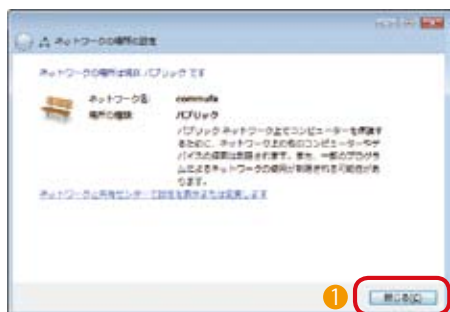 ネットワークの場所の設定
ネットワークの場所は現在 パブリック です
ネットワーク名 commufa
場所の種類 パブリック
パブリック ネットワーク上でコンピューターを保護す
るために、ネットワーク上の他のコンピューターやデ
バイスの探索は制限されます。また、一部のプログラ
ムによるネットワークの使用が制限される可能性があ
ります。
ネットワークと共有センターで設定を表示または変更します
1 閉じる(C)